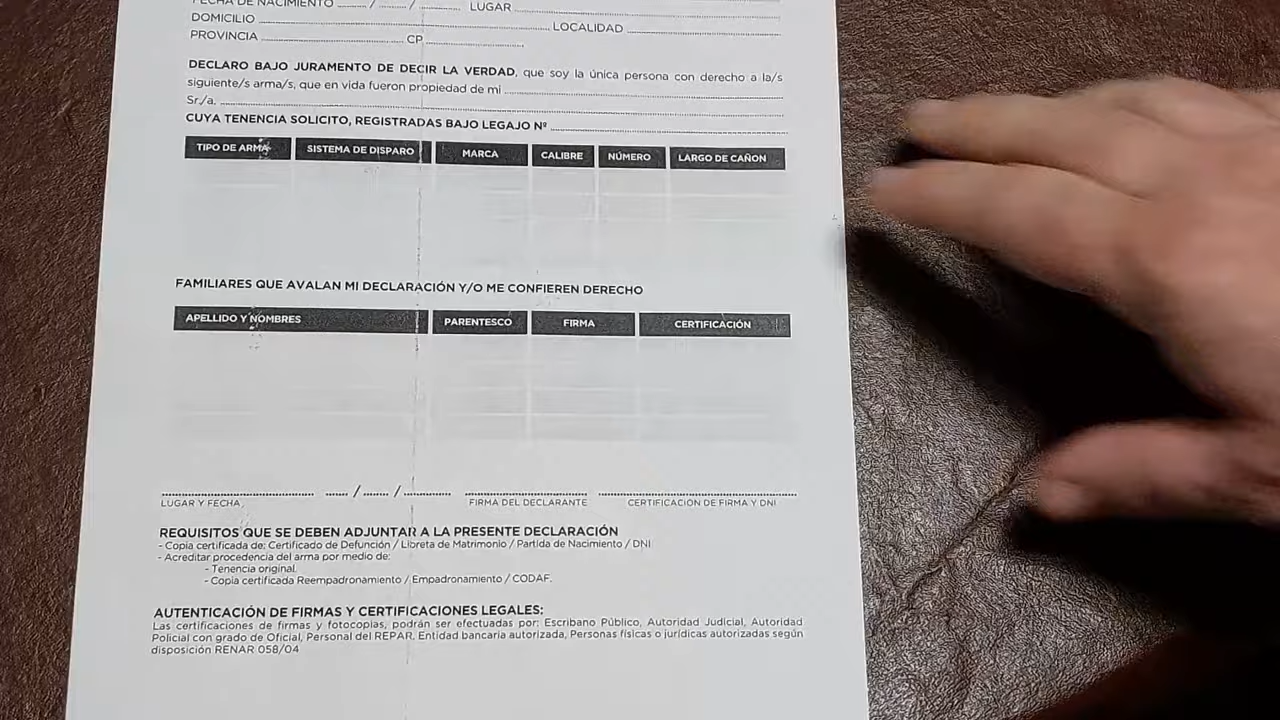 FECHA DE NACIMIENTO ........ / ........ / ............ LUGAR ........
DOMICILIO ........ LOCALIDAD ........
PROVINCIA ........ CP ........
DECLARO BAJO JURAMENTO DE DECIR LA VERDAD, que soy la única persona con derecho a la/s
siguiente/s arma/s, que en vida fueron propiedad de mi ........
Sr./a. ........
CUYA TENENCIA SOLICITO, REGISTRADAS BAJO LEGAJO Nº ........
TIPO DE ARMA SISTEMA DE DISPARO MARCA CALIBRE NÚMERO LARGO DE CAÑON
FAMILIARES QUE AVALAN MI DECLARACIÓN Y/O ME CONFIEREN DERECHO
APELLIDO Y NOMBRES PARENTESCO FIRMA CERTIFICACIÓN
........ / ........ / ........
LUGAR Y FECHA FIRMA DEL DECLARANTE CERTIFICACIÓN DE FIRMA Y DNI
REQUISITOS QUE SE DEBEN ADJUNTAR A LA PRESENTE DECLARACIÓN
- Copia certificada de: Certificado de Defunción / Libreta de Matrimonio / Partida de Nacimiento / DNI
- Acreditar procedencia del arma por medio de:
- Tenencia original.
- Copia certificada Reempadronamiento / Empadronamiento / CODAF.
AUTENTICACIÓN DE FIRMAS Y CERTIFICACIONES LEGALES:
Las certificaciones de firmas y fotocopias, podrán ser efectuadas por: Escribano Público, Autoridad Judicial, Autoridad
Policial con grado de Oficial, Personal del REPAR, Entidad bancaria autorizada, Personas físicas o jurídicas autorizadas según
disposición RENAR 058/04